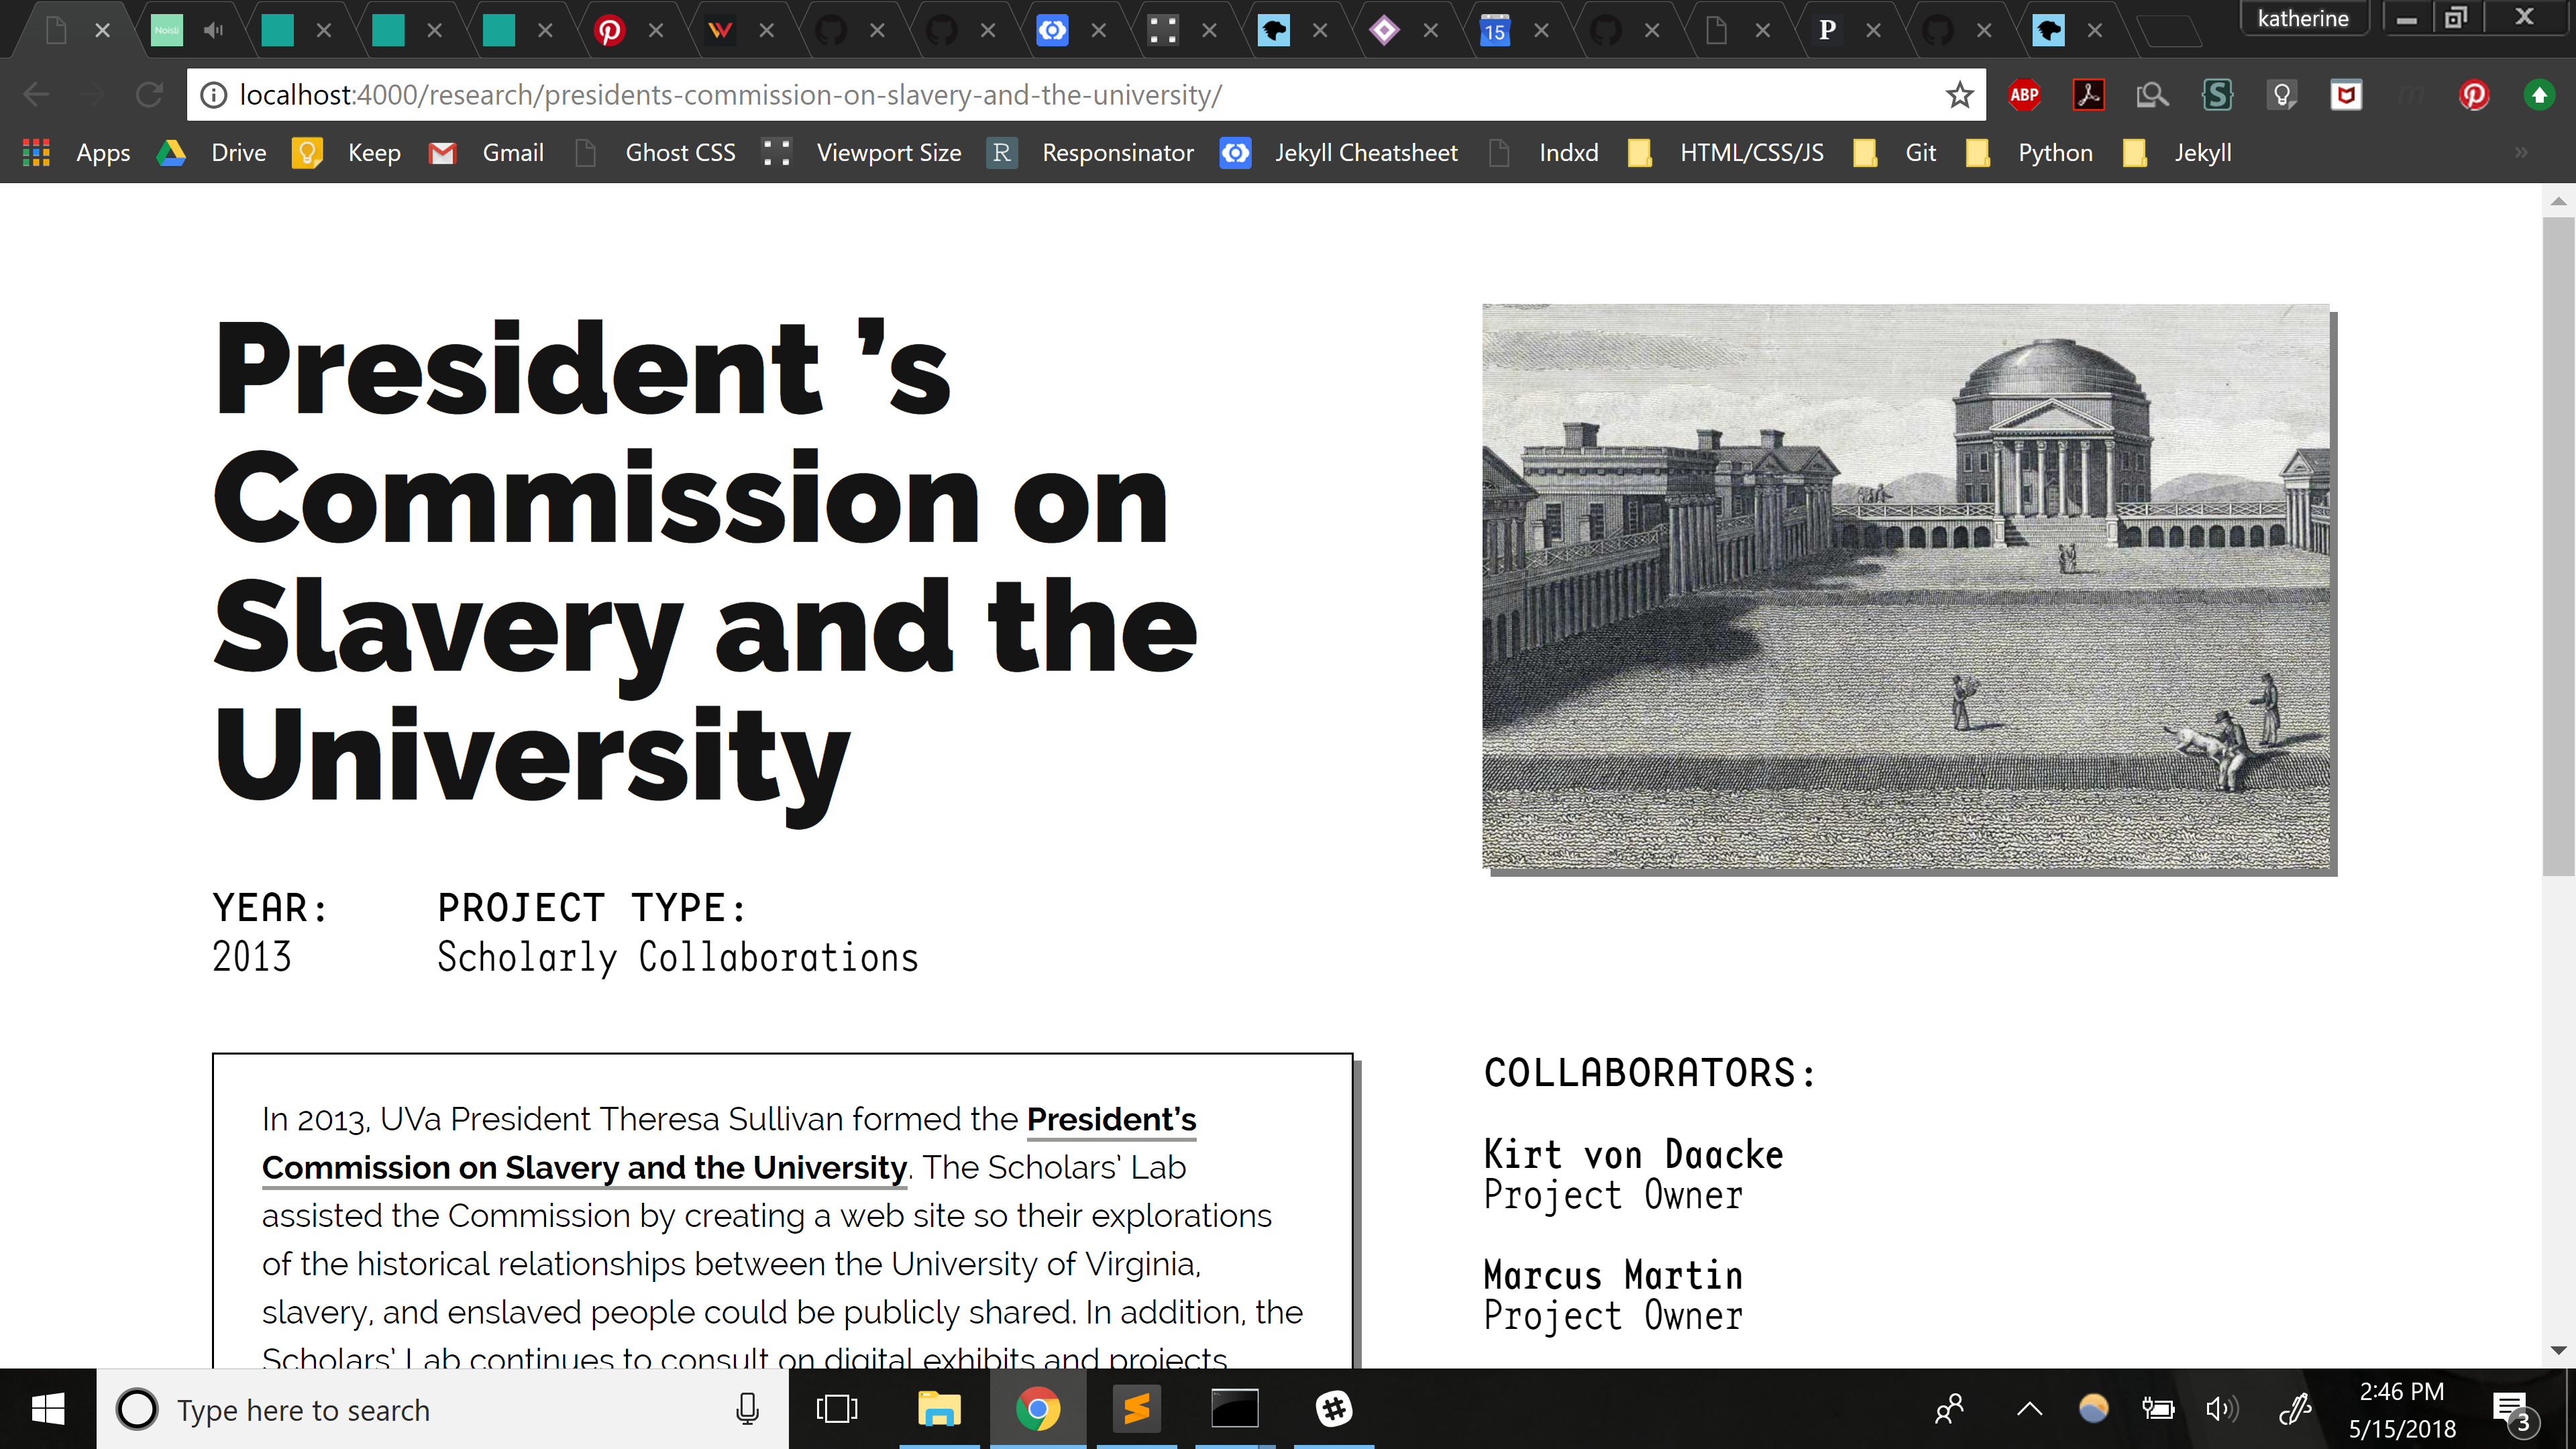 Noisli
15
P
katherine
localhost:4000/research/presidents-commission-on-slavery-and-the-university/
ABP
Apps Drive Keep Gmail Ghost CSS Viewport Size R Responsinator Jekyll Cheatsheet Indxd HTML/CSS/JS Git Python Jekyll »
President ’s
Commission on
Slavery and the
University
YEAR:
2013
PROJECT TYPE:
Scholarly Collaborations
In 2013, UVa President Theresa Sullivan formed the President’s
Commission on Slavery and the University. The Scholars’ Lab
assisted the Commission by creating a web site so their explorations
of the historical relationships between the University of Virginia,
slavery, and enslaved people could be publicly shared. In addition, the
Scholars’ Lab continues to consult on digital exhibits and projects
COLLABORATORS:
Kirt von Daacke
Project Owner
Marcus Martin
Project Owner
Type here to search
2:46 PM
5/15/2018
3